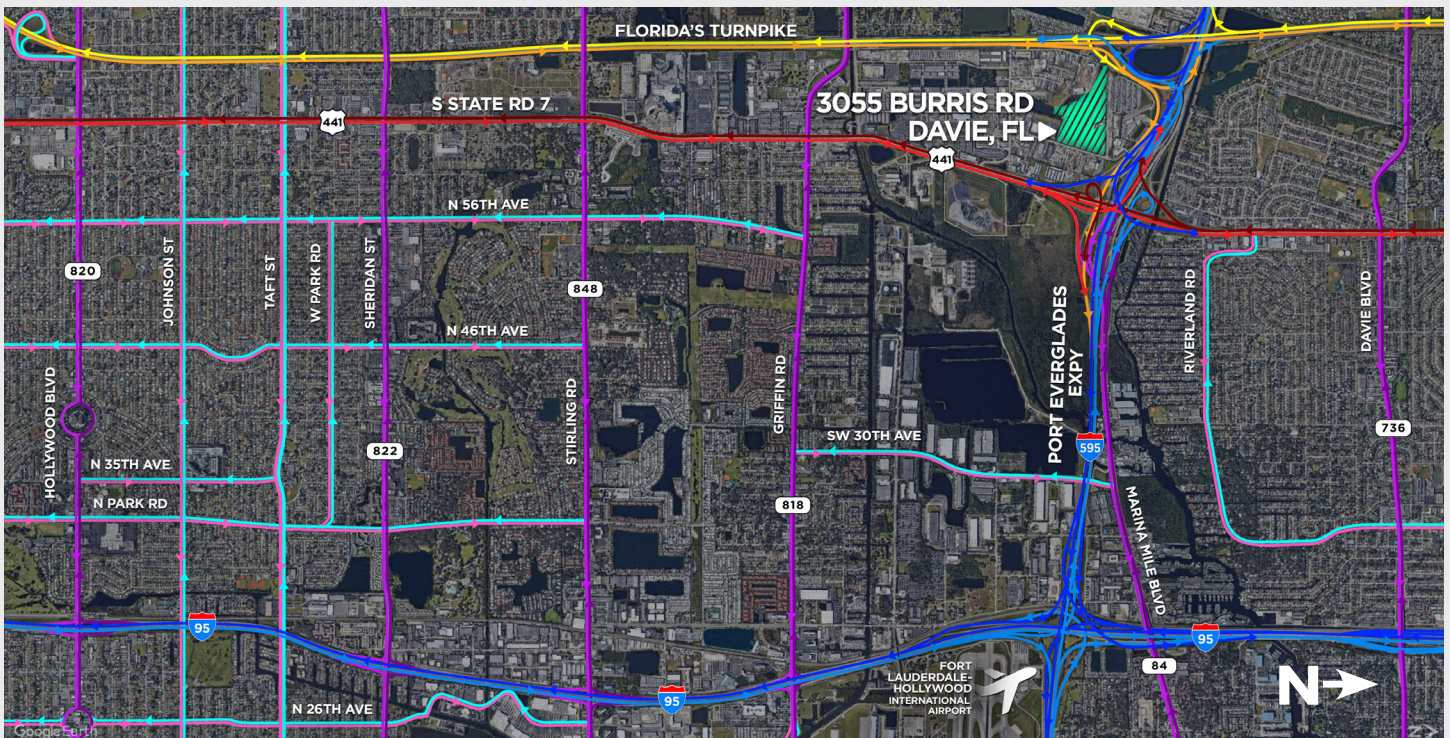 FLORIDA'S TURNPIKE
3055 BURRIS RD
DAVIE, FL
S STATE RD 7
441
441
N 56TH AVE
820
JOHNSON ST
TAFT ST
W PARK RD
SHERIDAN ST
848
RIVERLAND RD
DAVIE BLVD
PORT EVERGLADES
EXPY
N 46TH AVE
HOLLYWOOD BLVD
STIRLING RD
GRIFFIN RD
SW 30TH AVE
736
595
822
N 35TH AVE
N PARK RD
818
MARINA MILE BLVD
95
95
95
84
FORT
LAUDERDALE-
HOLLYWOOD
INTERNATIONAL
AIRPORT
N
N 26TH AVE
Google Earth